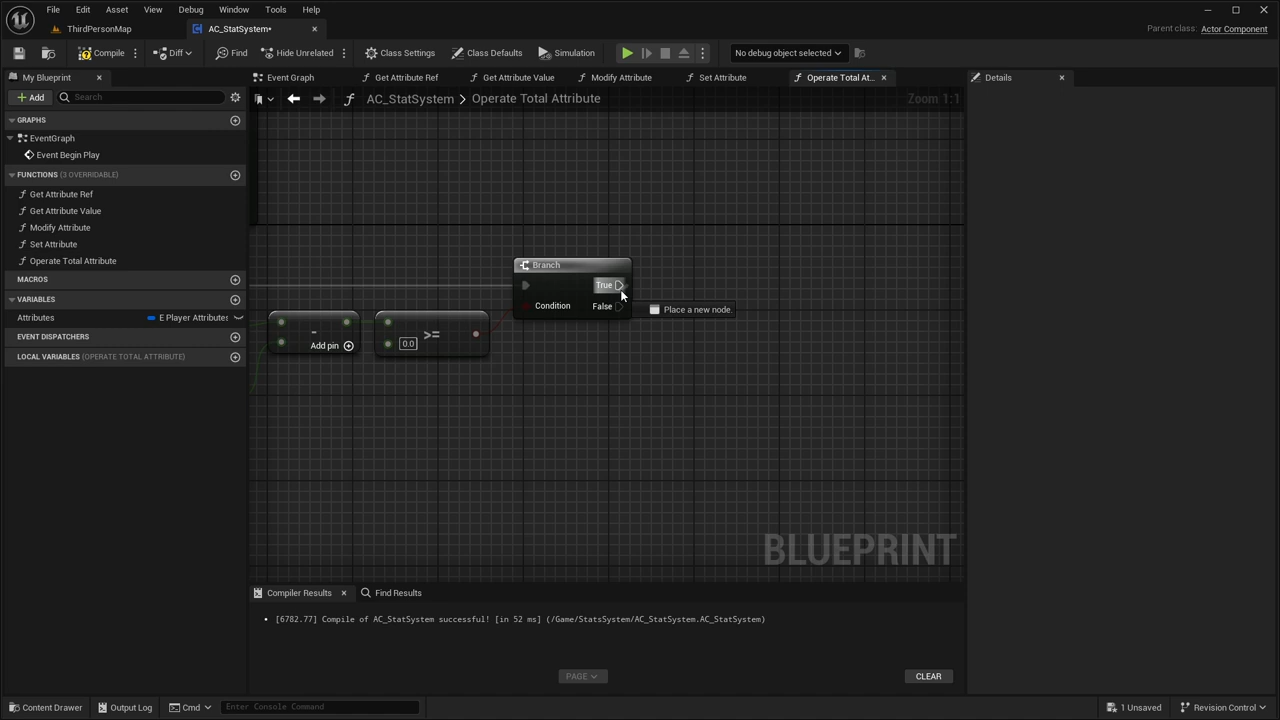 File Edit Asset View Debug Window Tools Help
ThirdPersonMap
AC_StatSystem*
Parent class: Actor Component
Compile
Diff
Find
Hide Unrelated
Class Settings
Class Defaults
Simulation
No debug object selected
My Blueprint
Event Graph
Get Attribute Ref
Get Attribute Value
Modify Attribute
Set Attribute
Operate Total At...
Details
Add
Search
AC_StatSystem > Operate Total Attribute
Zoom 1:1
GRAPHS
EventGraph
Event Begin Play
FUNCTIONS (3 OVERRIDABLE)
Get Attribute Ref
Get Attribute Value
Modify Attribute
Set Attribute
Operate Total Attribute
MACROS
VARIABLES
Attributes
E Player Attributes
EVENT DISPATCHERS
LOCAL VARIABLES (OPERATE TOTAL ATTRIBUTE)
Branch
True
Condition
False
Place a new node.
-
Add pin
>=
0.0
BLUEPRINT
Compiler Results
Find Results
[6782.77] Compile of AC_StatSystem successful! [in 52 ms] (/Game/StatsSystem/AC_StatSystem.AC_StatSystem)
PAGE
CLEAR
Content Drawer
Output Log
Cmd
Enter Console Command
1 Unsaved
Revision Control